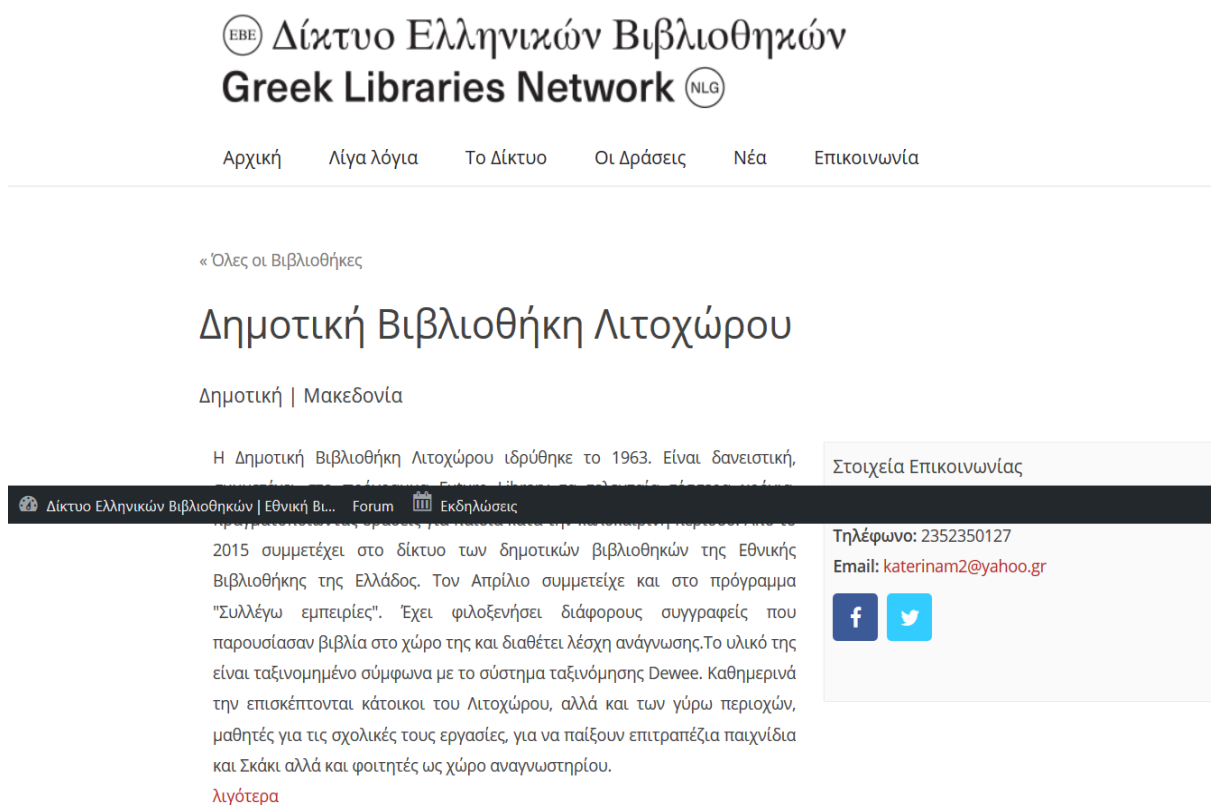 ΕΒΕ Δίκτυο Ελληνικών Βιβλιοθηκών
Greek Libraries Network NLG
Αρχική Λίγα λόγια Το Δίκτυο Οι Δράσεις Νέα Επικοινωνία
« Όλες οι Βιβλιοθήκες
Δημοτική Βιβλιοθήκη Λιτοχώρου
Δημοτική | Μακεδονία
Η Δημοτική Βιβλιοθήκη Λιτοχώρου ιδρύθηκε το 1963. Είναι δανειστική,
Δίκτυο Ελληνικών Βιβλιοθηκών | Εθνική Βι... Forum Εκδηλώσεις
2015 συμμετέχει στο δίκτυο των δημοτικών βιβλιοθηκών της Εθνικής
Βιβλιοθήκης της Ελλάδος. Τον Απρίλιο συμμετείχε και στο πρόγραμμα
"Συλλέγω εμπειρίες". Έχει φιλοξενήσει διάφορους συγγραφείς που
παρουσίασαν βιβλία στο χώρο της και διαθέτει λέσχη ανάγνωσης.Το υλικό της
είναι ταξινομημένο σύμφωνα με το σύστημα ταξινόμησης Dewee. Καθημερινά
την επισκέπτονται κάτοικοι του Λιτοχώρου, αλλά και των γύρω περιοχών,
μαθητές για τις σχολικές τους εργασίες, για να παίξουν επιτραπέζια παιχνίδια
και Σκάκι αλλά και φοιτητές ως χώρο αναγνωστηρίου.
λιγότερα
Στοιχεία Επικοινωνίας
Τηλέφωνο: 2352350127
Email: katerinam2@yahoo.gr